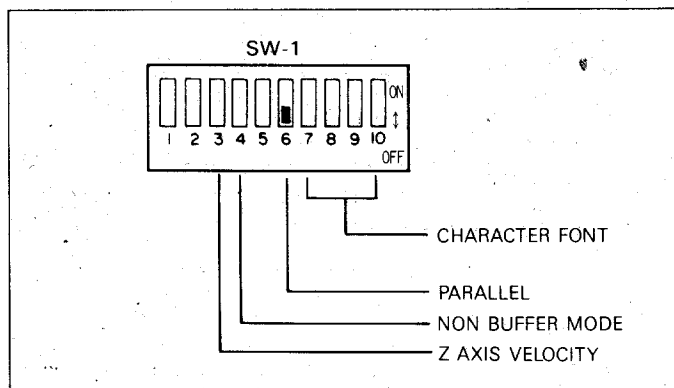 SW-1
ON
1 2 3 4 5 6 7 8 9 10
OFF
CHARACTER FONT
PARALLEL
NON BUFFER MODE
Z AXIS VELOCITY